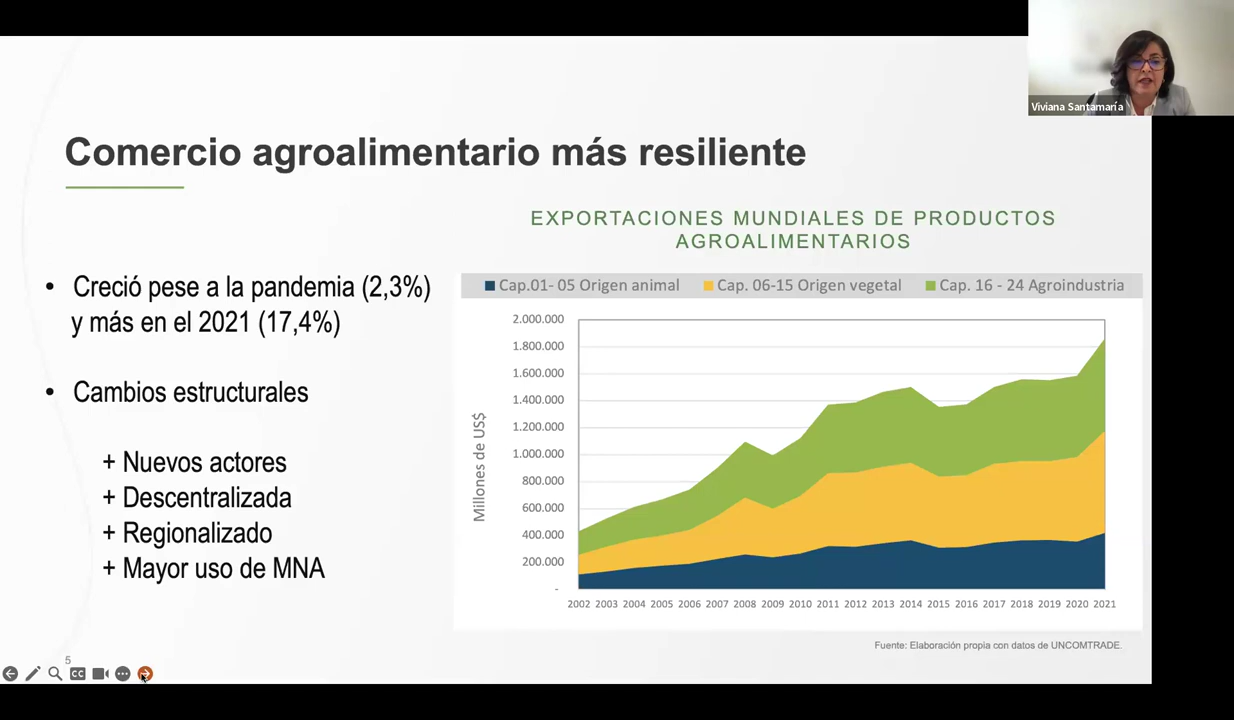 Viviana Santamaría
Comercio agroalimentario más resiliente
• Creció pese a la pandemia (2,3%)
y más en el 2021 (17,4%)
• Cambios estructurales
+ Nuevos actores
+ Descentralizada
+ Regionalizado
+ Mayor uso de MNA
EXPORTACIONES MUNDIALES DE PRODUCTOS
AGROALIMENTARIOS
Cap.01- 05 Origen animal Cap. 06-15 Origen vegetal Cap. 16 - 24 Agroindustria
Millones de US$
2.000.000
1.800.000
1.600.000
1.400.000
1.200.000
1.000.000
800.000
600.000
400.000
200.000
-
2002 2003 2004 2005 2006 2007 2008 2009 2010 2011 2012 2013 2014 2015 2016 2017 2018 2019 2020 2021
Fuente: Elaboración propia con datos de UNCOMTRADE.
5
CC